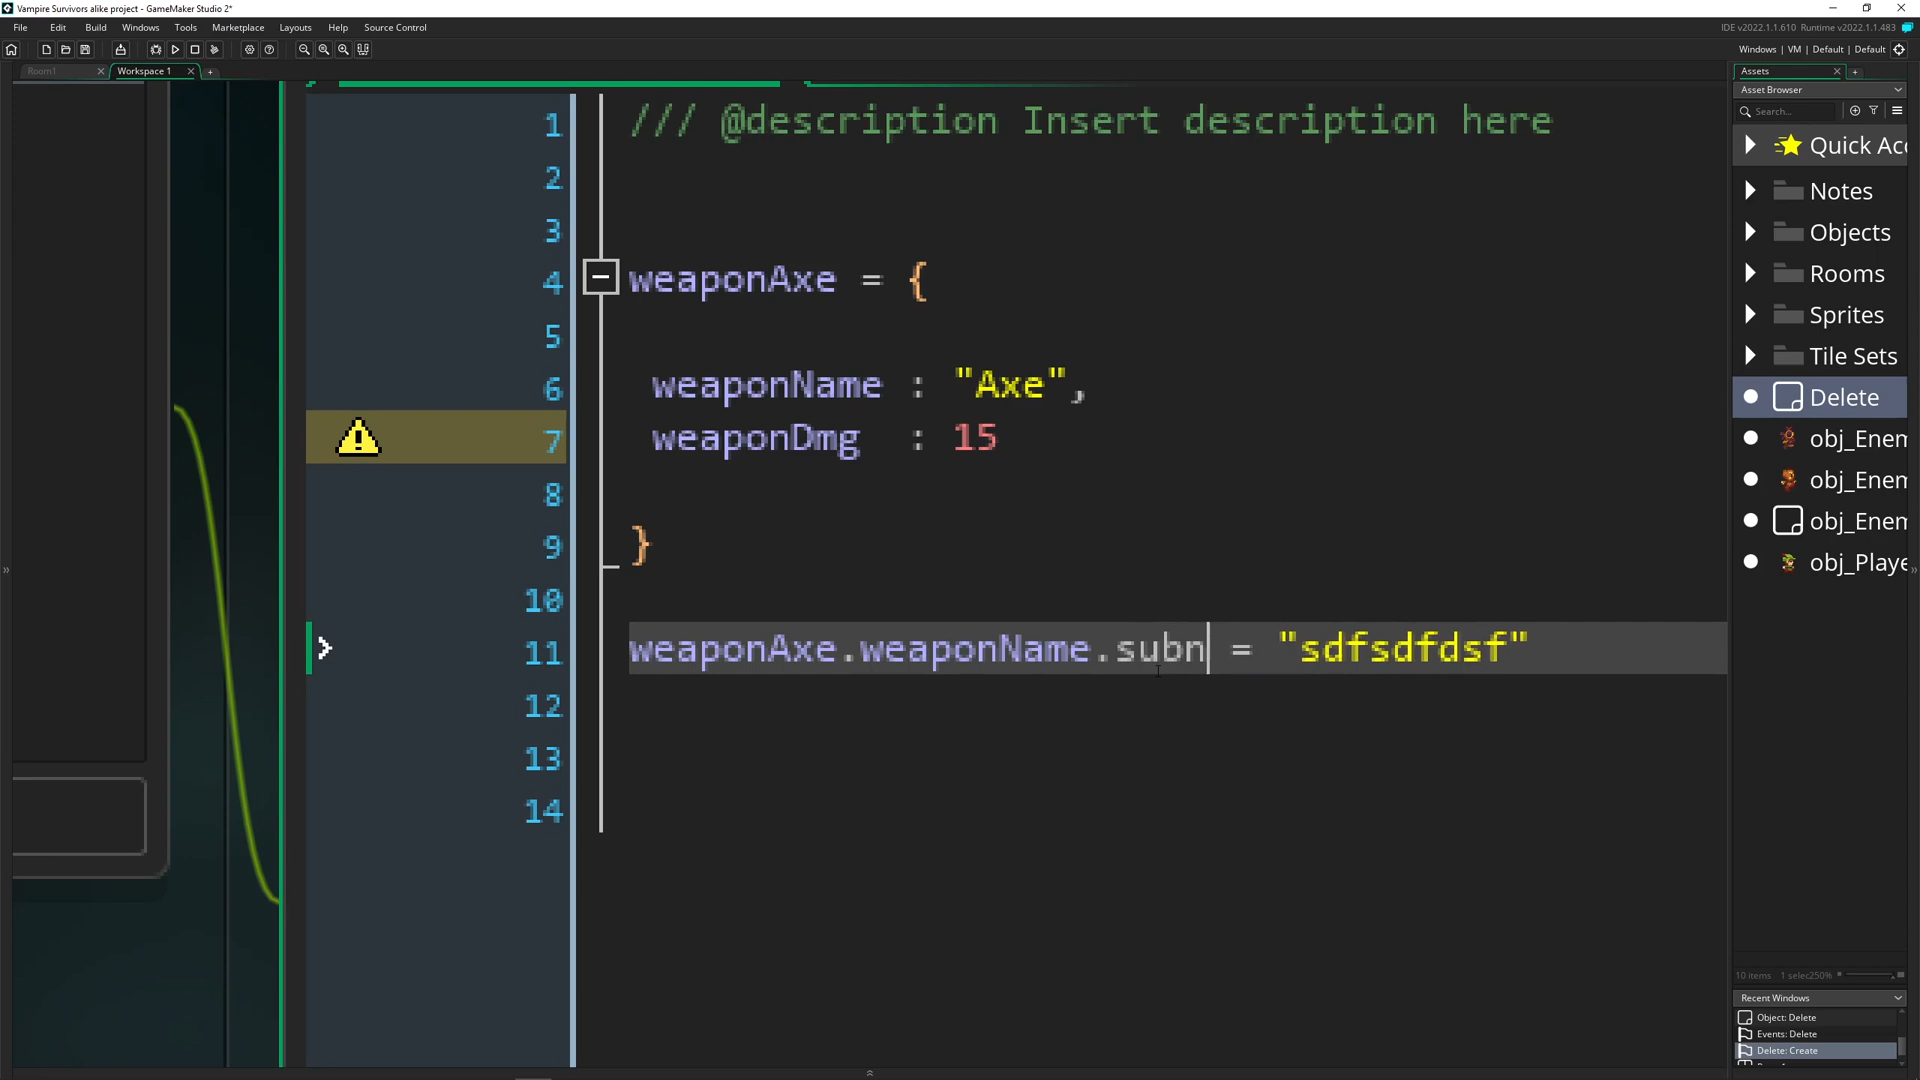 Vampire Survivors alike project - GameMaker Studio 2*
File Edit Build Windows Tools Marketplace Layouts Help Source Control
IDE v2022.1.1.610 Runtime v2022.1.1.483
Windows | VM | Default | Default
Room1
Workspace 1
Assets
Asset Browser
Search...
1 /// @description Insert description here
2
3
4 weaponAxe = {
5
6 weaponName : "Axe",
7 weaponDmg : 15
8
9 }
10
11 weaponAxe.weaponName.subn = "sdfsdfdsf"
12
13
14
Quick Acc
Notes
Objects
Rooms
Sprites
Tile Sets
Delete
obj_Enem
obj_Enem
obj_Enem
obj_Playe
10 items 1 selec250%
Recent Windows
Object: Delete
Events: Delete
Delete: Create